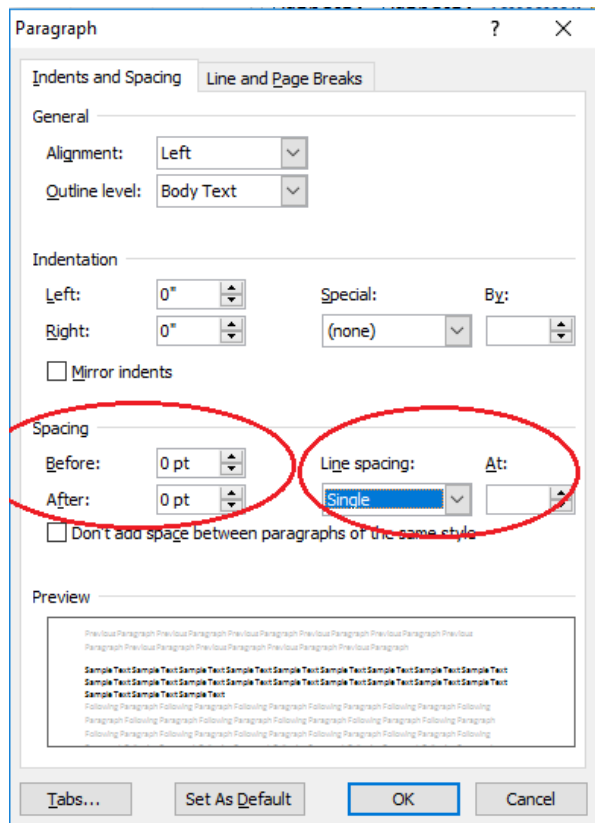 Paragraph ?
Indents and Spacing Line and Page Breaks
General
Alignment: Left
Outline level: Body Text
Indentation
Left: 0" Special: By:
Right: 0" (none)
Mirror indents
Spacing
Before: 0 pt Line spacing: At:
After: 0 pt Single
Don't add space between paragraphs of the same style
Preview
Previous Paragraph Previous Paragraph Previous Paragraph Previous Paragraph Previous Paragraph Previous
Paragraph Previous Paragraph Previous Paragraph Previous Paragraph Previous Paragraph
Sample Text Sample Text Sample Text Sample Text Sample Text Sample Text Sample Text Sample Text Sample Text
Sample Text Sample Text Sample Text Sample Text Sample Text Sample Text Sample Text Sample Text Sample Text
Sample Text Sample Text Sample Text
Following Paragraph Following Paragraph Following Paragraph Following Paragraph Following
Paragraph Following Paragraph Following Paragraph Following Paragraph Following Paragraph
Following Paragraph Following Paragraph Following Paragraph Following Paragraph Following
Tabs... Set As Default OK Cancel